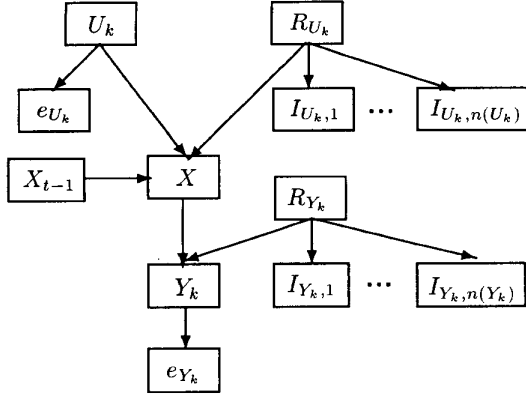 U_k R_{U_k}
e_{U_k} I_{U_k,1} ... I_{U_k,n(U_k)}
X_{t-1} X R_{Y_k}
Y_k I_{Y_k,1} ... I_{Y_k,n(Y_k)}
e_{Y_k}